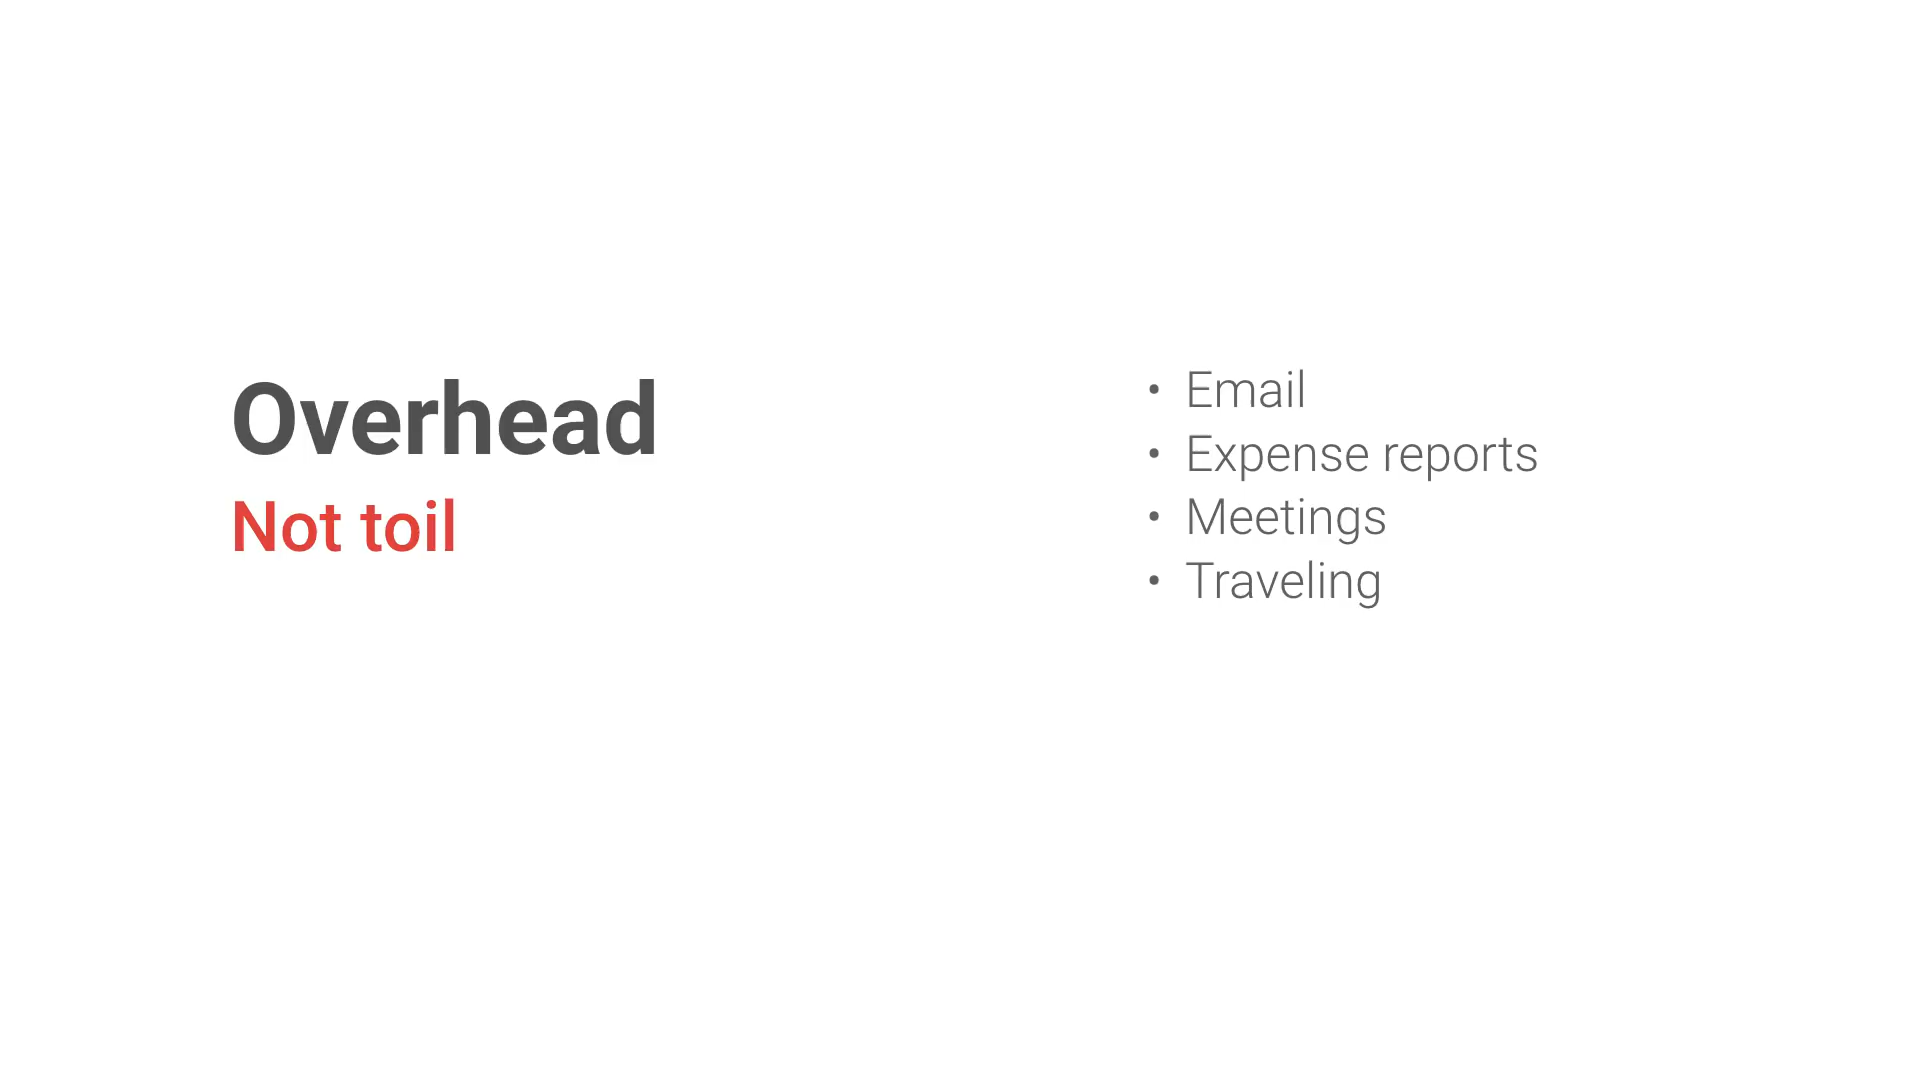 Overhead
Not toil
• Email
• Expense reports
• Meetings
• Traveling